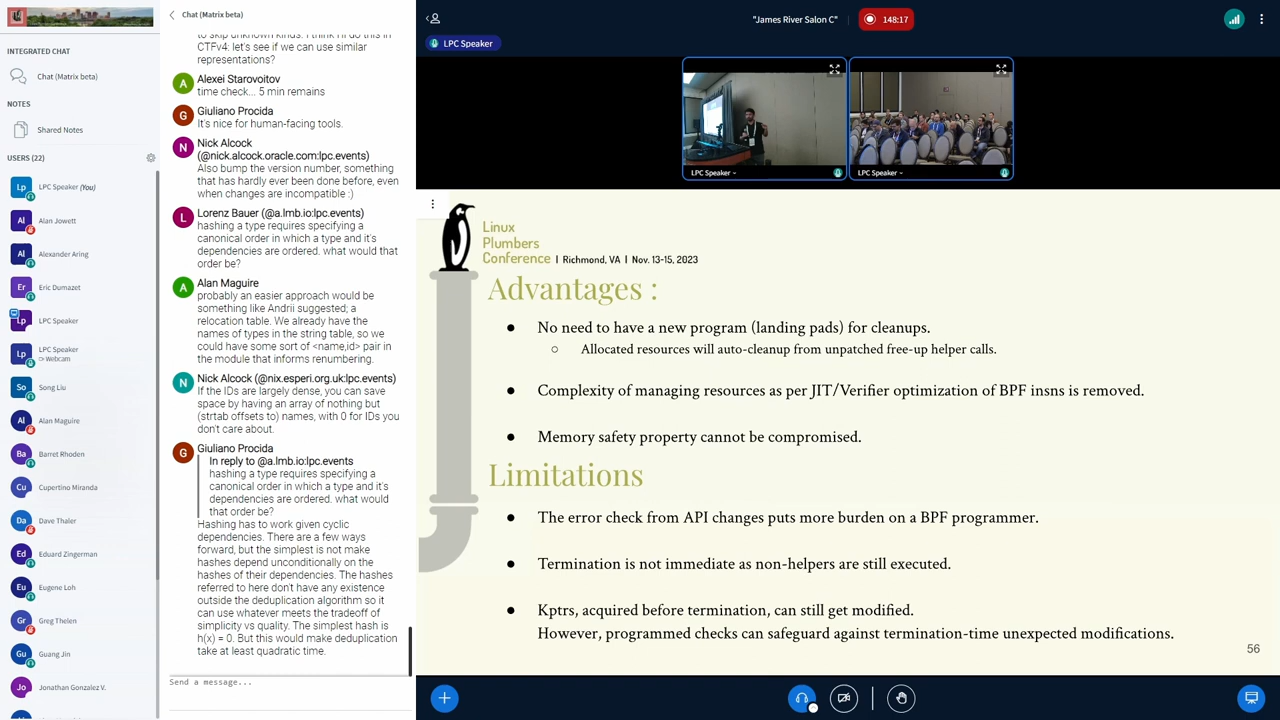 INTEGRATED CHAT
Chat (Matrix beta)
NOTES
Shared Notes
USERS (22)
Lp LPC Speaker (You)
Al Alan Jowett
Al Alexander Aring
Er Eric Dumazet
Lp LPC Speaker
Lp LPC Speaker
Webcam
So Song Liu
Al Alan Maguire
Ba Barret Rhoden
Cu Cupertino Miranda
Da Dave Thaler
Ed Eduard Zingerman
Eu Eugene Loh
Gr Greg Thelen
Gu Guang Jin
Jo Jonathan Gonzalez V.
Chat (Matrix beta)
to skip unknown kinds. I think I'll do this in
CTFv4: let's see if we can use similar
representations?
A Alexei Starovoitov
time check... 5 min remains
G Giuliano Procida
It's nice for human-facing tools.
N Nick Alcock
(@nick.alcock.oracle.com:lpc.events)
Also bump the version number, something
that has hardly ever been done before, even
when changes are incompatible :)
L Lorenz Bauer (@a.lmb.io:lpc.events)
hashing a type requires specifying a
canonical order in which a type and it's
dependencies are ordered. what would that
order be?
A Alan Maguire
probably an easier approach would be
something like Andrii suggested; a
relocation table. We already have the
names of types in the string table, so we
could have some sort of <name,id> pair in
the module that informs renumbering.
N Nick Alcock (@nix.esperi.org.uk:lpc.events)
If the IDs are largely dense, you can save
space by having an array of nothing but
(strtab offsets to) names, with 0 for IDs you
don't care about.
G Giuliano Procida
In reply to @a.lmb.io:lpc.events
hashing a type requires specifying a
canonical order in which a type and it's
dependencies are ordered. what would
that order be?
Hashing has to work given cyclic
dependencies. There are a few ways
forward, but the simplest is not make
hashes depend unconditionally on the
hashes of their dependencies. The hashes
referred to here don't have any existence
outside the deduplication algorithm so it
can use whatever meets the tradeoff of
simplicity vs quality. The simplest hash is
h(x) = 0. But this would make deduplication
take at least quadratic time.
Send a message...
"James River Salon C"
148:17
LPC Speaker
LPC Speaker
LPC Speaker
Linux
Plumbers
Conference | Richmond, VA | Nov. 13-15, 2023
Advantages :
● No need to have a new program (landing pads) for cleanups.
○ Allocated resources will auto-cleanup from unpatched free-up helper calls.
● Complexity of managing resources as per JIT/Verifier optimization of BPF insns is removed.
● Memory safety property cannot be compromised.
Limitations
● The error check from API changes puts more burden on a BPF programmer.
● Termination is not immediate as non-helpers are still executed.
● Kptrs, acquired before termination, can still get modified.
However, programmed checks can safeguard against termination-time unexpected modifications.
56